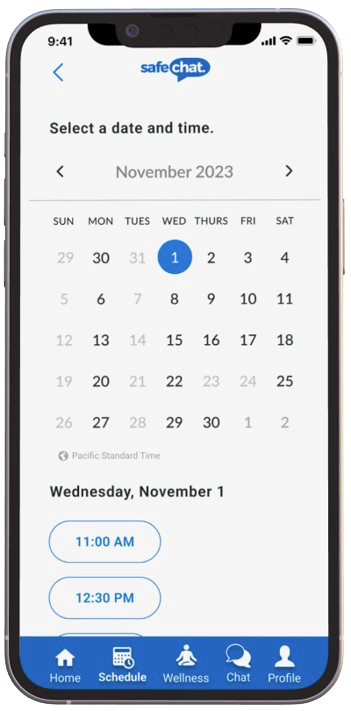 9:41
safechat.
Select a date and time.
November 2023
SUN MON TUES WED THURS FRI SAT
29 30 31 1 2 3 4
5 6 7 8 9 10 11
12 13 14 15 16 17 18
19 20 21 22 23 24 25
26 27 28 29 30 1 2
Pacific Standard Time
Wednesday, November 1
11:00 AM
12:30 PM
Home Schedule Wellness Chat Profile